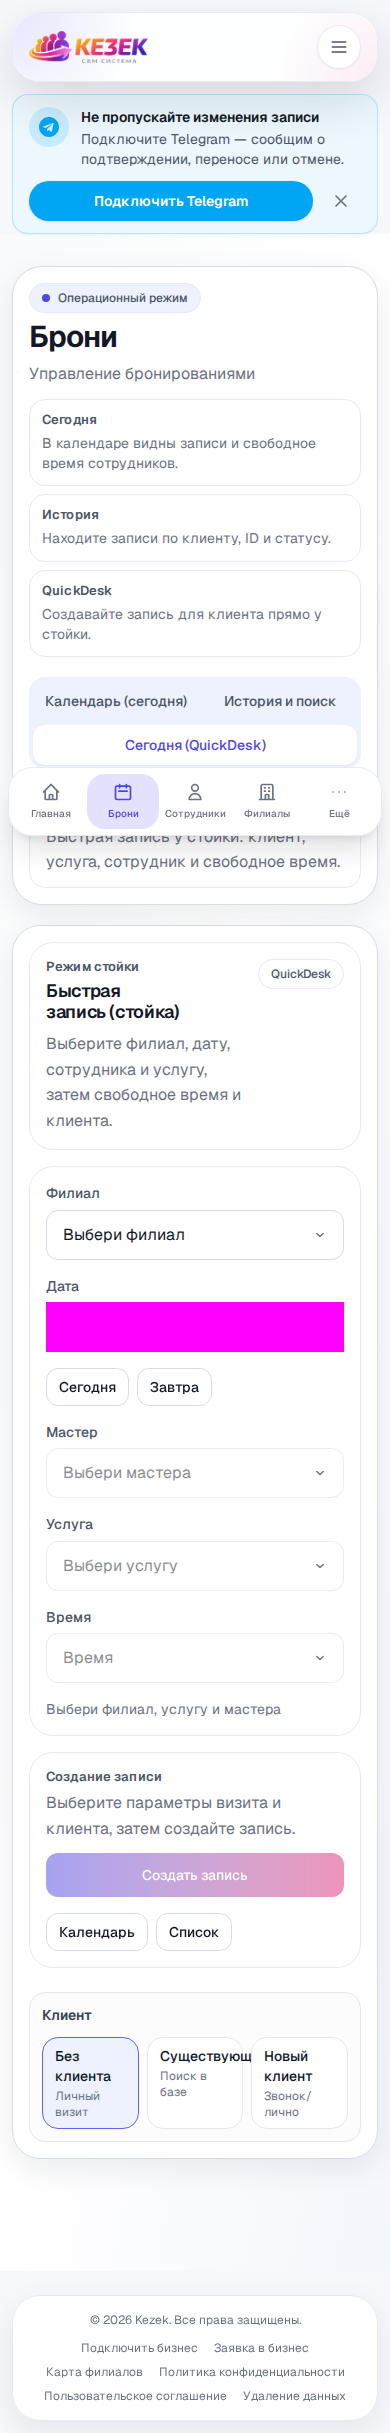 КЕЗЕК
CRM СИСТЕМА
Не пропускайте изменения записи
Подключите Telegram — сообщим о
подтверждении, переносе или отмене.
Подключить Telegram
Операционный режим
Брони
Управление бронированиями
Сегодня
В календаре видны записи и свободное
время сотрудников.
История
Находите записи по клиенту, ID и статусу.
QuickDesk
Создавайте запись для клиента прямо у
стойки.
Календарь (сегодня)
История и поиск
Сегодня (QuickDesk)
Главная
Брони
Сотрудники
Филиалы
Ещё
Быстрая запись у стойки: клиент,
услуга, сотрудник и свободное время.
Режим стойки
QuickDesk
Быстрая
запись (стойка)
Выберите филиал, дату,
сотрудника и услугу,
затем свободное время и
клиента.
Филиал
Выбери филиал
Дата
Сегодня
Завтра
Мастер
Выбери мастера
Услуга
Выбери услугу
Время
Время
Выбери филиал, услугу и мастера
Создание записи
Выберите параметры визита и
клиента, затем создайте запись.
Создать запись
Календарь
Список
Клиент
Без
клиента
Личный
визит
Существующ
Поиск в
базе
Новый
клиент
Звонок/
лично
© 2026 Kezek. Все права защищены.
Подключить бизнес
Заявка в бизнес
Карта филиалов
Политика конфиденциальности
Пользовательское соглашение
Удаление данных